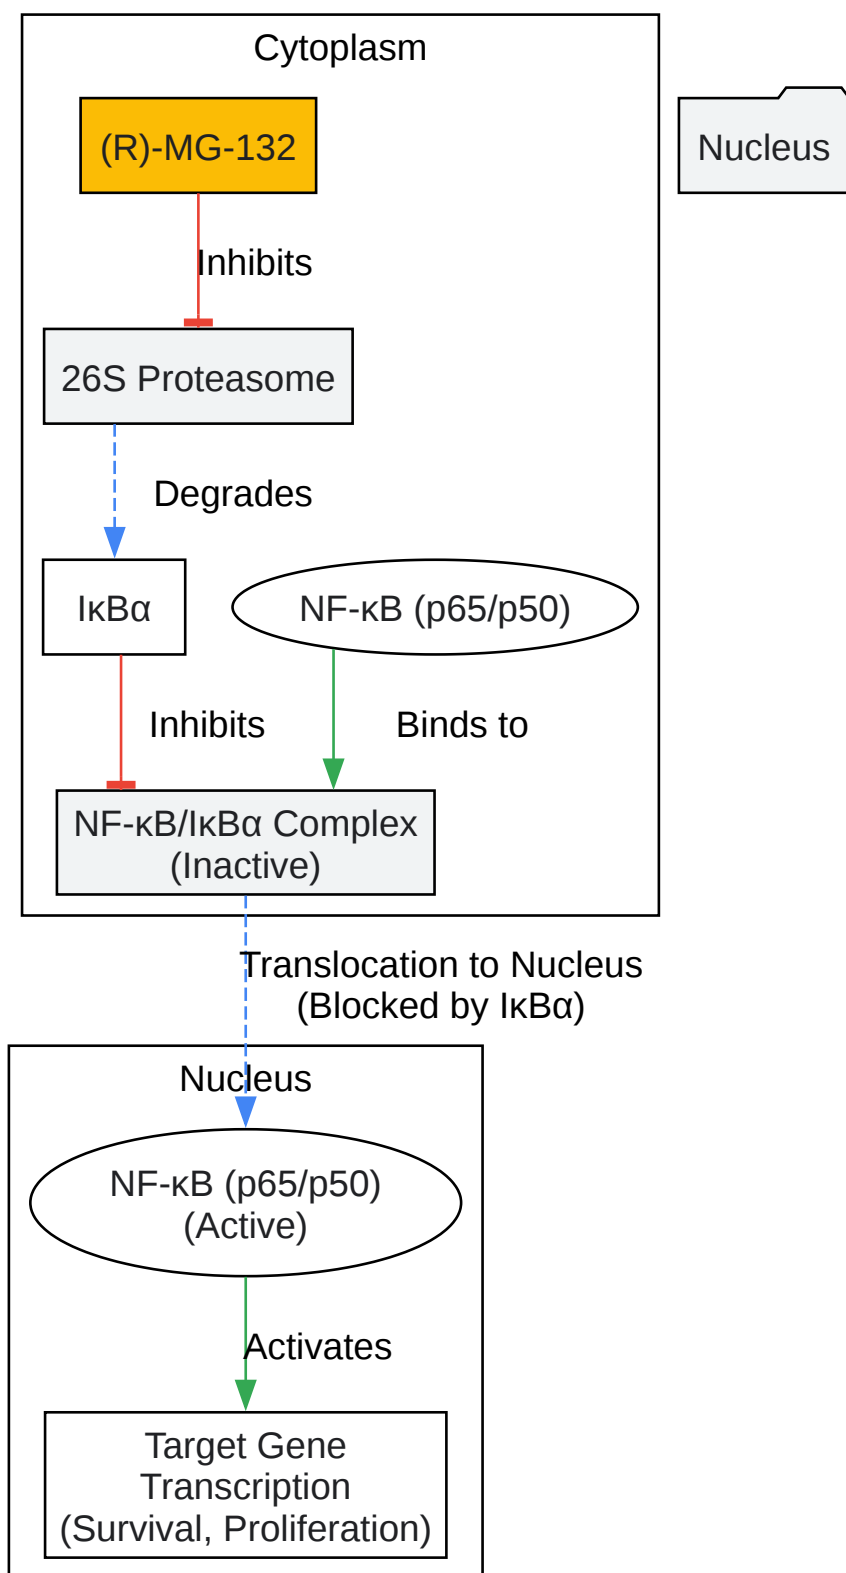 Cytoplasm
(R)-MG-132
Nucleus
Inhibits
26S Proteasome
Degrades
IκBα
NF-κB (p65/p50)
Inhibits
Binds to
NF-κB/IκBα Complex
(Inactive)
Translocation to Nucleus
(Blocked by IκBα)
Nucleus
NF-κB (p65/p50)
(Active)
Activates
Target Gene
Transcription
(Survival, Proliferation)